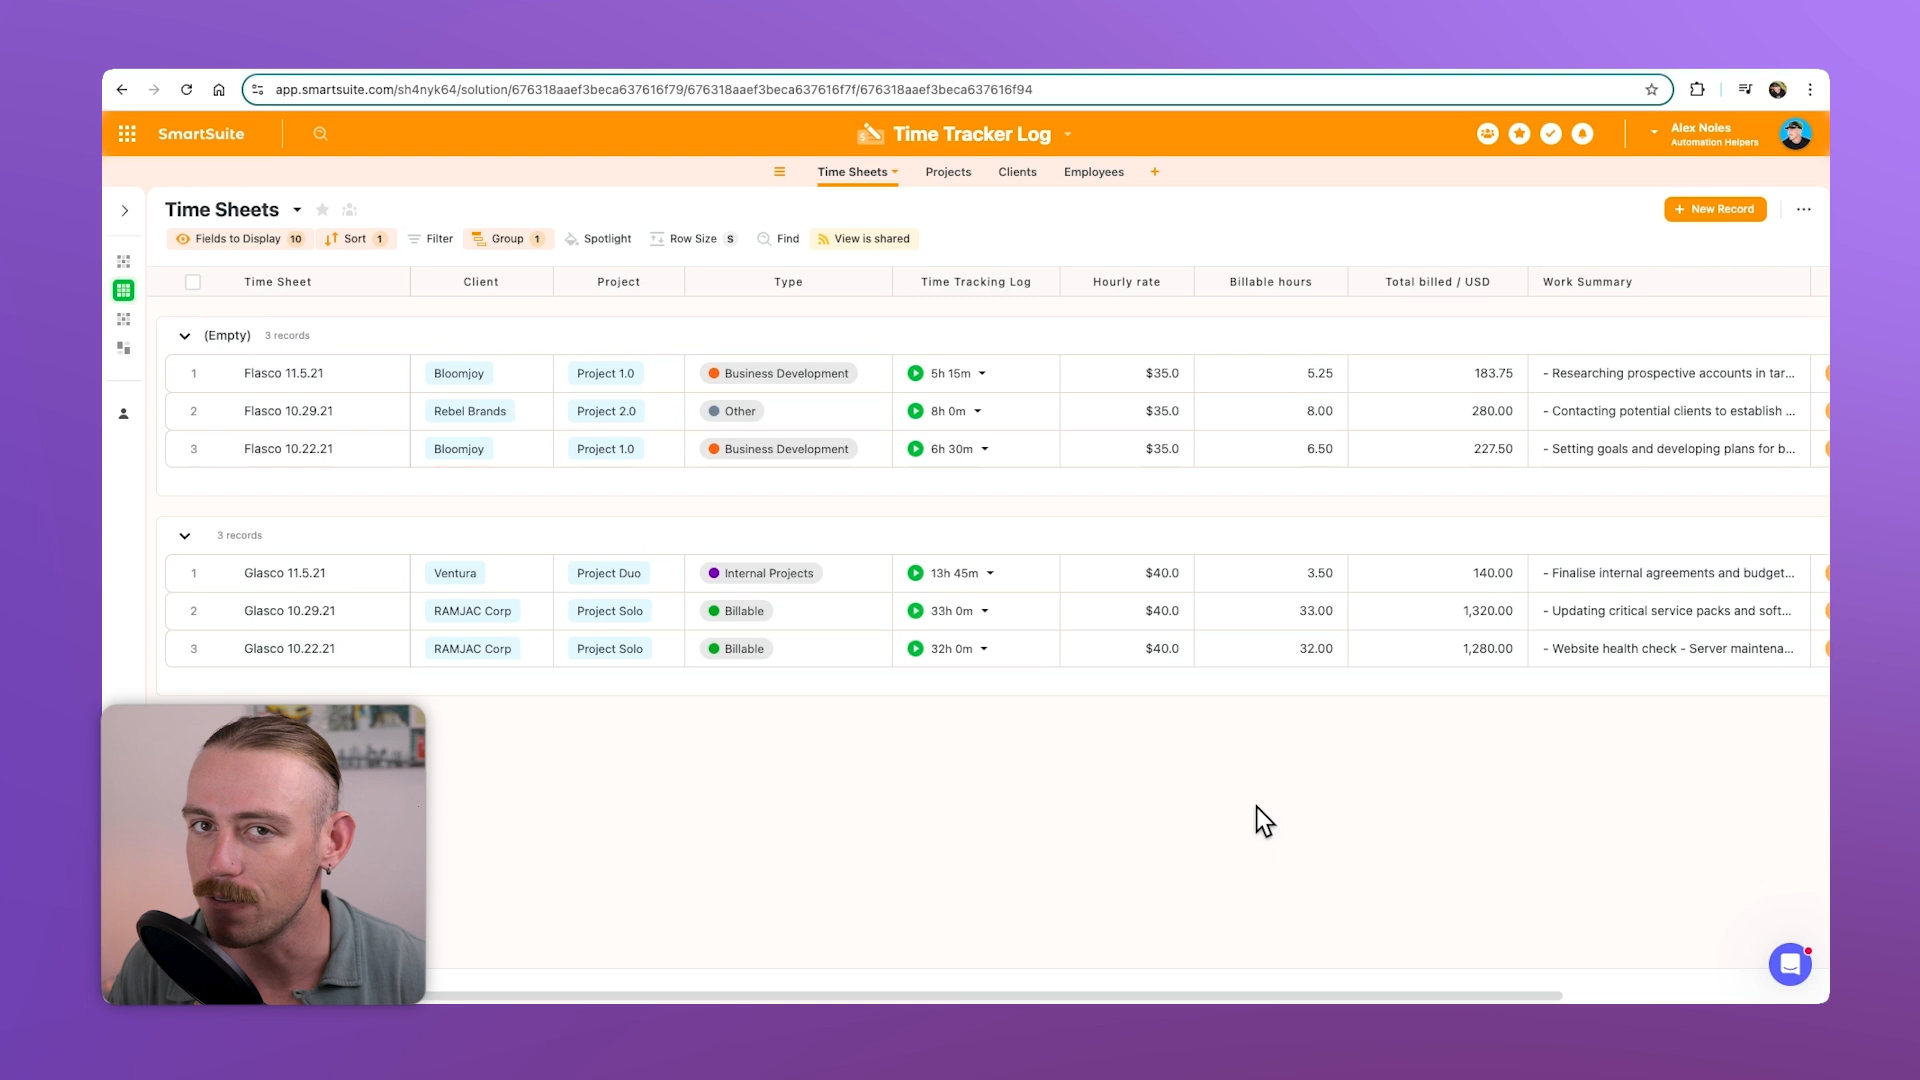 app.smartsuite.com/sh4nyk64/solution/676318aaef3beca637616f79/676318aaef3beca637616f7f/676318aaef3beca637616f94
SmartSuite
Time Tracker Log
Alex Noles
Automation Helpers
Time Sheets Projects Clients Employees +
Time Sheets
+ New Record
Fields to Display 10 Sort 1 Filter Group 1 Spotlight Row Size S Find View is shared
Time Sheet Client Project Type Time Tracking Log Hourly rate Billable hours Total billed / USD Work Summary
(Empty) 3 records
1 Flasco 11.5.21 Bloomjoy Project 1.0 Business Development 5h 15m $35.0 5.25 183.75 - Researching prospective accounts in tar...
2 Flasco 10.29.21 Rebel Brands Project 2.0 Other 8h 0m $35.0 8.00 280.00 - Contacting potential clients to establish ...
3 Flasco 10.22.21 Bloomjoy Project 1.0 Business Development 6h 30m $35.0 6.50 227.50 - Setting goals and developing plans for b...
3 records
1 Glasco 11.5.21 Ventura Project Duo Internal Projects 13h 45m $40.0 3.50 140.00 - Finalise internal agreements and budget...
2 Glasco 10.29.21 RAMJAC Corp Project Solo Billable 33h 0m $40.0 33.00 1,320.00 - Updating critical service packs and soft...
3 Glasco 10.22.21 RAMJAC Corp Project Solo Billable 32h 0m $40.0 32.00 1,280.00 - Website health check - Server maintena...